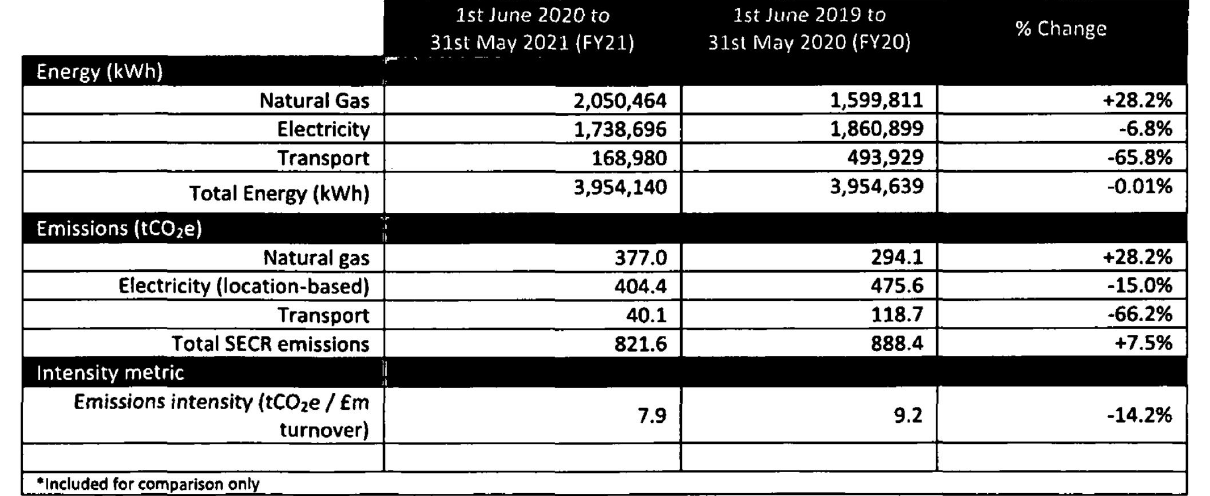 1st June 2020 to 1st June 2019 to
31st May 2021 (FY21) 31st May 2020 (FY20) % Change
Energy (kWh)
Natural Gas 2,050,464 1,599,811 +28.2%
Electricity 1,738,696 1,860,899 -6.8%
Transport 168,980 493,929 -65.8%
Total Energy (kWh) 3,954,140 3,954,639 -0.01%
Emissions (tCO₂e)
Natural gas 377.0 294.1 +28.2%
Electricity (location-based) 404.4 475.6 -15.0%
Transport 40.1 118.7 -66.2%
Total SECR emissions 821.6 888.4 +7.5%
Intensity metric
Emissions intensity (tCO₂e / £m
turnover) 7.9 9.2 -14.2%
*Included for comparison only